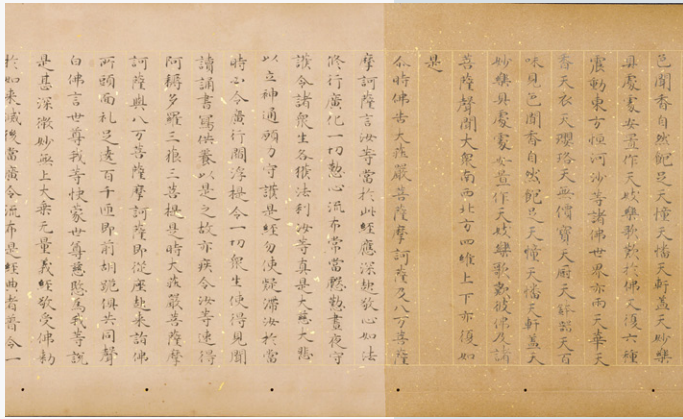 色聞香自然飽足天幢天幡天軒蓋天妙樂
具處處安置作天妓樂歌歎於佛又復六種
震動東方恒河沙等諸佛世界亦雨天華天
香天衣天瓔珞天無價寶天厨天鉢器天百
味見色聞香自然飽足天幢天幡天軒蓋天
妙樂具處處安置作天妓樂歌歎彼佛及諸
菩薩聲聞大衆南西北方四維上下亦復如
是
尒時佛告大莊嚴菩薩摩訶薩及八万菩薩
摩訶薩言汝等當於此經應深起敬心如法
修行廣化一切懃心流布常當慇懃晝夜守
護令諸衆生各獲法利汝等真是大慈大悲
以立神通願力守護是經勿使疑滯汝於當
時必令廣行閻浮提令一切衆生使得見聞
讀誦書寫供養以是之故亦疾令汝等速得
阿耨多羅三藐三菩提是時大莊嚴菩薩摩
訶薩與八万菩薩摩訶薩即從座起來詣佛
所頭面礼足遶百千匝即前胡跪俱共同聲
白佛言世尊我等快蒙世尊慈愍為我等說
是甚深微妙無上大乘无量義經敬受佛勅
於如來滅後當廣令流布是經典者普令一